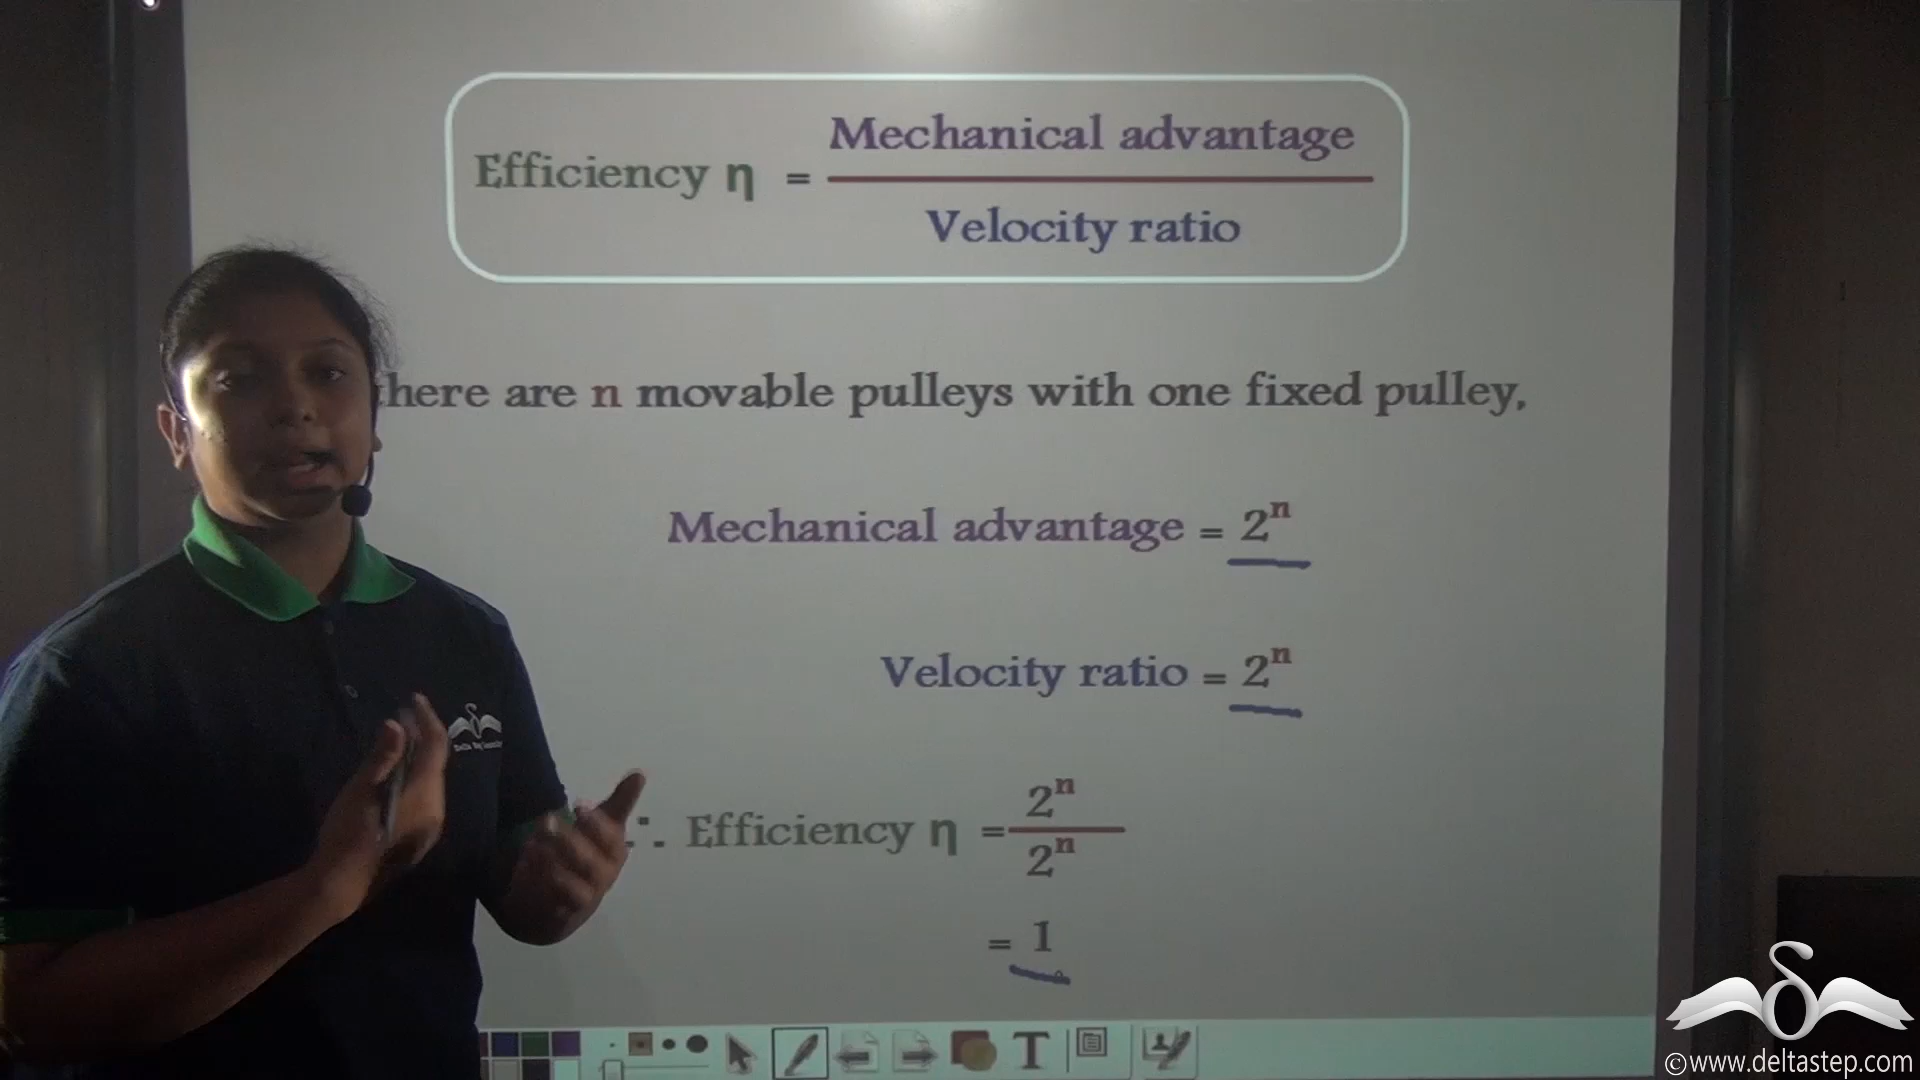 Mechanical advantage
Efficiency η =
Velocity ratio
there are n movable pulleys with one fixed pulley,
Mechanical advantage = 2ⁿ
Velocity ratio = 2ⁿ
∴ Efficiency η = 2ⁿ
2ⁿ
= 1
T
©www.deltastep.com